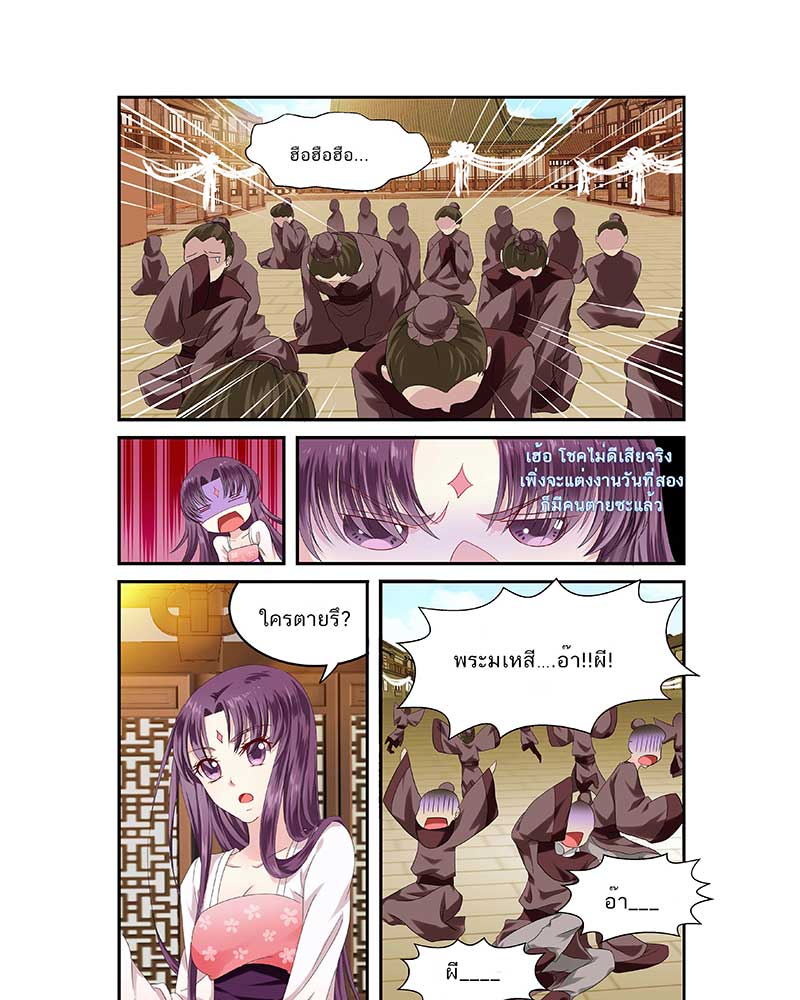 ฮือฮือฮือ...
เฮ้อ โชคไม่ดีเสียจริง
เพิ่งจะแต่งงานวันที่สอง
ก็มีคนตายซะแล้ว
ใครตายรึ?
พระมเหสี....อ๊า!!ผี!
อ๊า___
ผี____